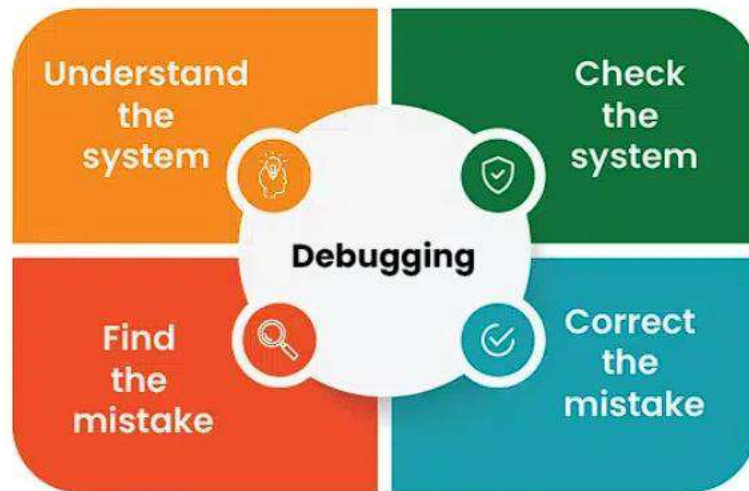 Understand
the
system
Check
the
system
Debugging
Find
the
mistake
Correct
the
mistake